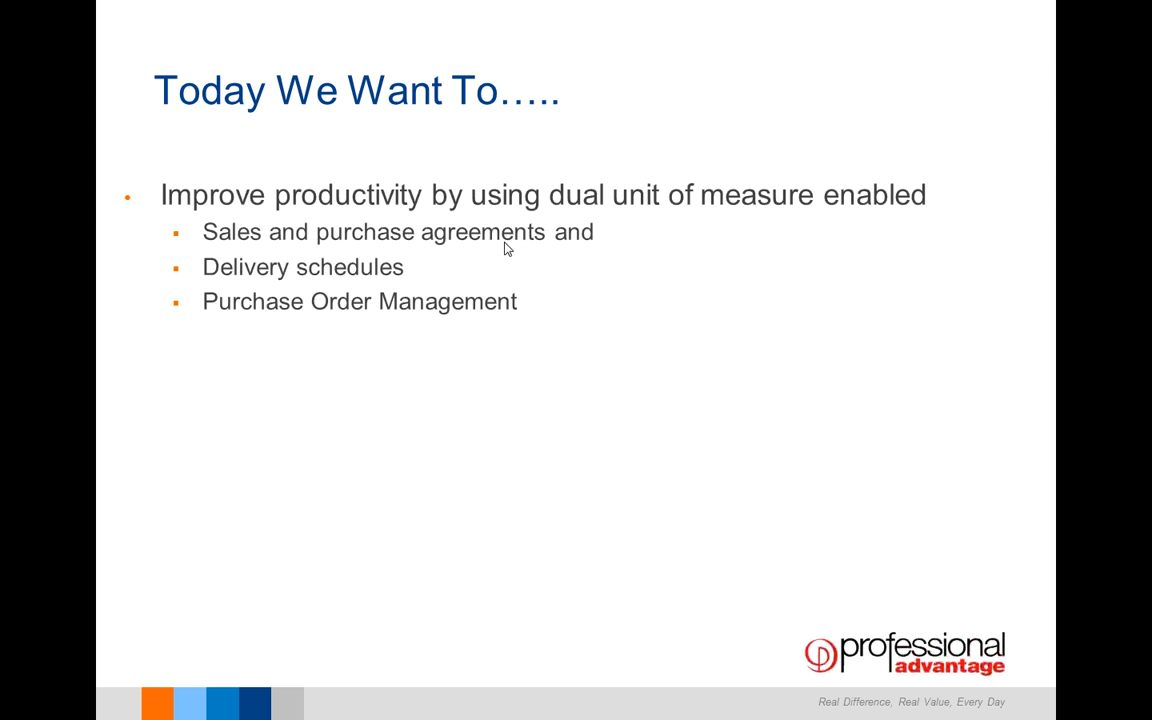 Today We Want To.....
• Improve productivity by using dual unit of measure enabled
▪ Sales and purchase agreements and
▪ Delivery schedules
▪ Purchase Order Management
professional
advantage
Real Difference, Real Value, Every Day